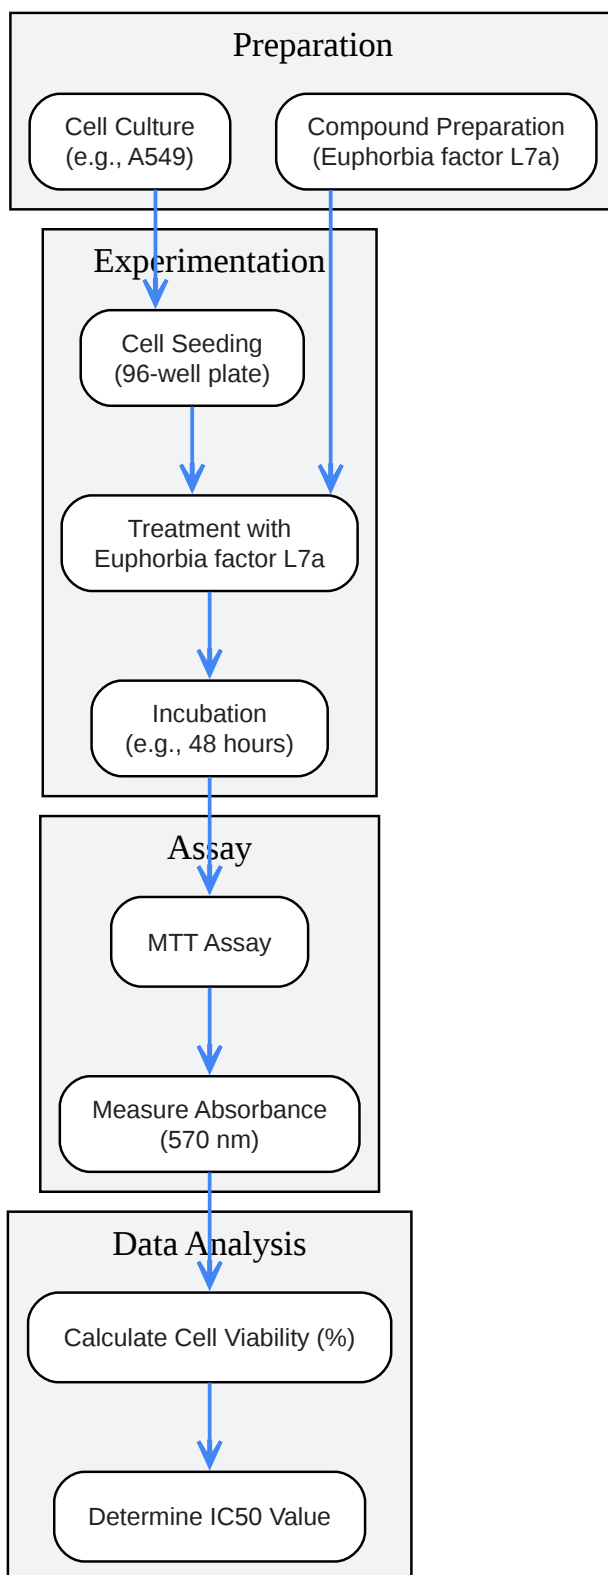 Preparation
Cell Culture
(e.g., A549)
Compound Preparation
(Euphorbia factor L7a)
Experimentation
Cell Seeding
(96-well plate)
Treatment with
Euphorbia factor L7a
Incubation
(e.g., 48 hours)
Assay
MTT Assay
Measure Absorbance
(570 nm)
Data Analysis
Calculate Cell Viability (%)
Determine IC50 Value